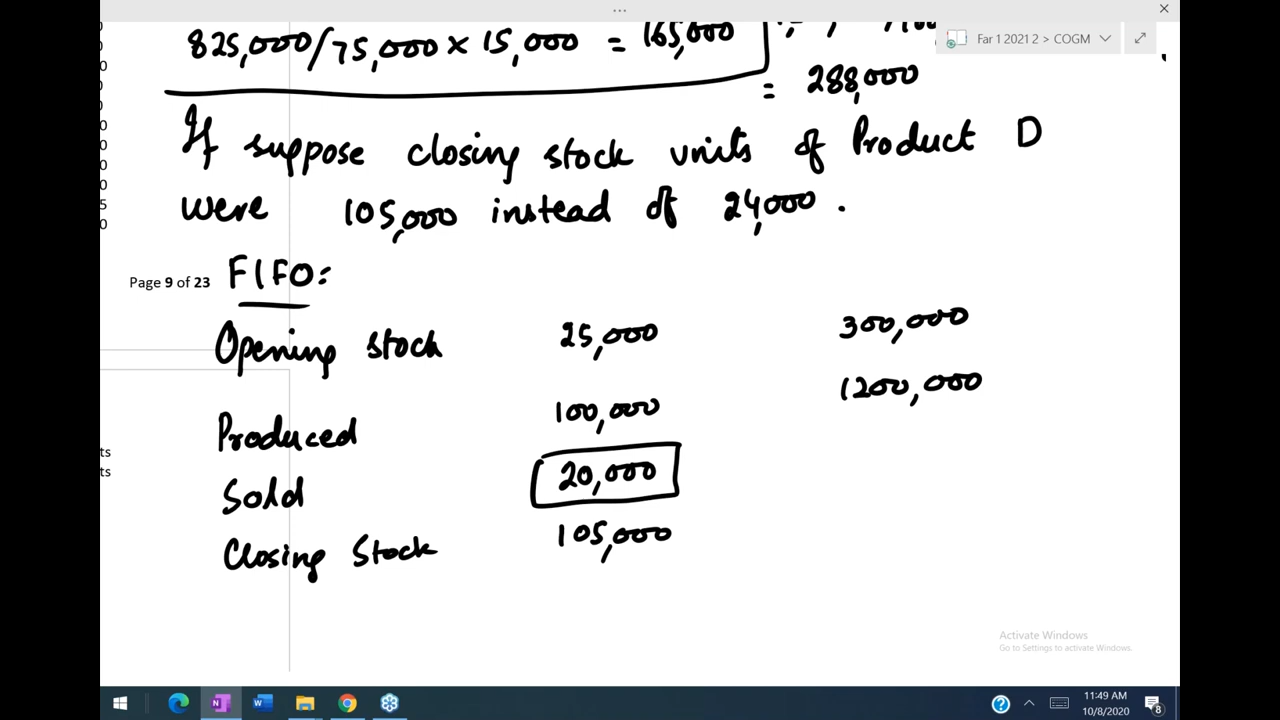 Far 1 2021 2 > COGM
825,000/75,000 × 15,000 = 165,000
= 288,000
If suppose closing stock units of Product D
were 105,000 instead of 24,000 .
Page 9 of 23
FIFO:
Opening stock 25,000 300,000
Produced 100,000 1200,000
Sold 20,000
Closing Stock 105,000
ts
ts
Activate Windows
Go to Settings to activate Windows.
11:49 AM
10/8/2020
8